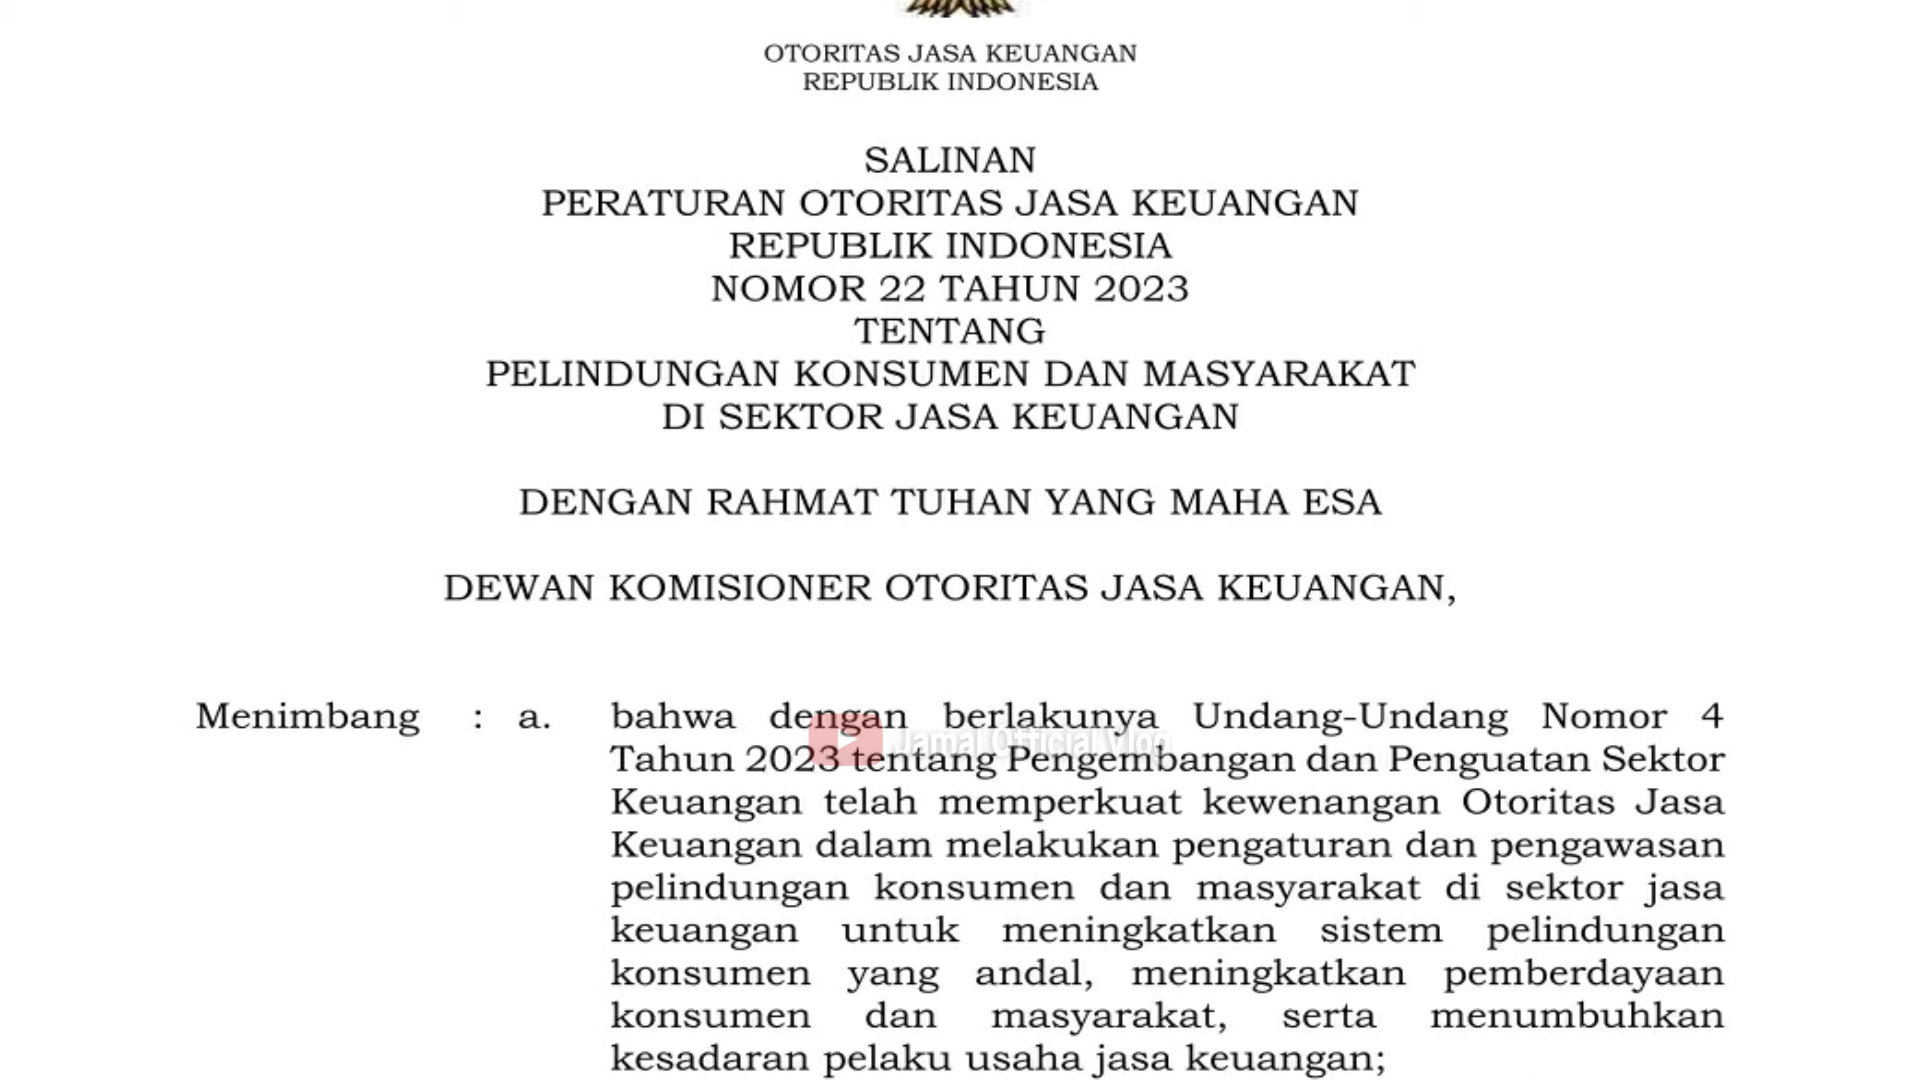 OTORITAS JASA KEUANGAN
REPUBLIK INDONESIA
SALINAN
PERATURAN OTORITAS JASA KEUANGAN
REPUBLIK INDONESIA
NOMOR 22 TAHUN 2023
TENTANG
PELINDUNGAN KONSUMEN DAN MASYARAKAT
DI SEKTOR JASA KEUANGAN
DENGAN RAHMAT TUHAN YANG MAHA ESA
DEWAN KOMISIONER OTORITAS JASA KEUANGAN,
Menimbang : a. bahwa dengan berlakunya Undang-Undang Nomor 4
Jamal Official Vlog
Tahun 2023 tentang Pengembangan dan Penguatan Sektor
Keuangan telah memperkuat kewenangan Otoritas Jasa
Keuangan dalam melakukan pengaturan dan pengawasan
pelindungan konsumen dan masyarakat di sektor jasa
keuangan untuk meningkatkan sistem pelindungan
konsumen yang andal, meningkatkan pemberdayaan
konsumen dan masyarakat, serta menumbuhkan
kesadaran pelaku usaha jasa keuangan;